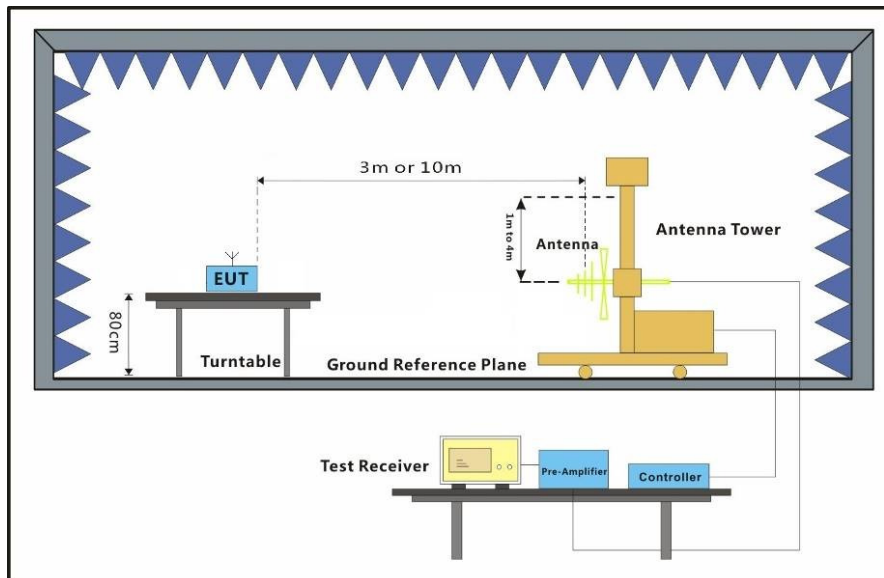 3m or 10m
1m to 4m
Antenna
Antenna Tower
EUT
80cm
Turntable
Ground Reference Plane
Test Receiver
Pre-Amplifier
Controller